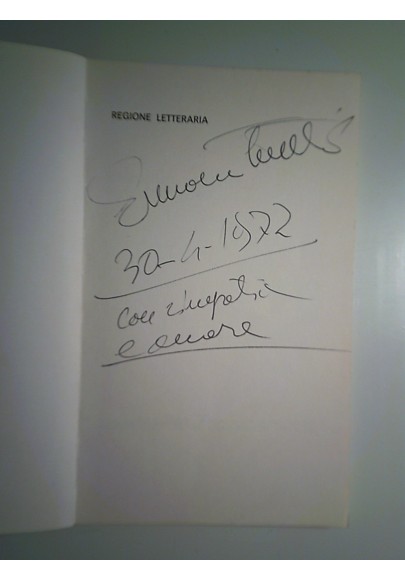 REGIONE LETTERARIA
30-4-1972
con simpatia
e amore